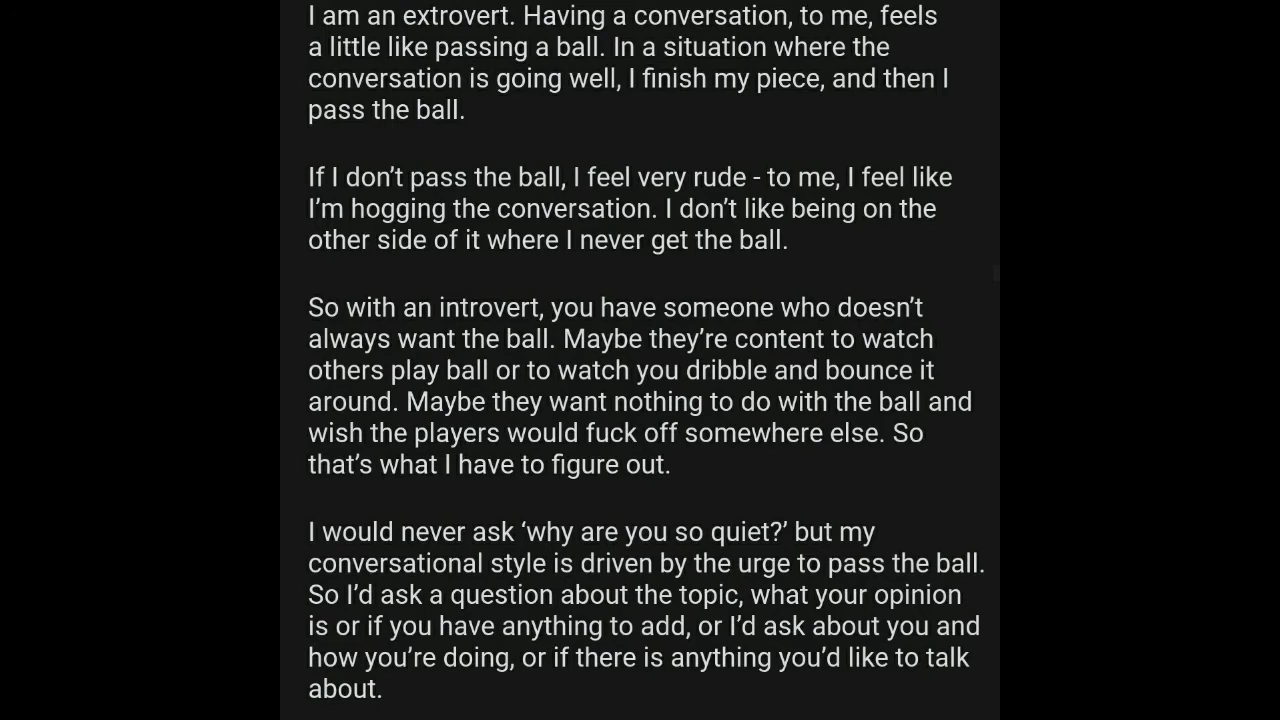 I am an extrovert. Having a conversation, to me, feels
a little like passing a ball. In a situation where the
conversation is going well, I finish my piece, and then I
pass the ball.
If I don’t pass the ball, I feel very rude - to me, I feel like
I’m hogging the conversation. I don’t like being on the
other side of it where I never get the ball.
So with an introvert, you have someone who doesn’t
always want the ball. Maybe they’re content to watch
others play ball or to watch you dribble and bounce it
around. Maybe they want nothing to do with the ball and
wish the players would fuck off somewhere else. So
that’s what I have to figure out.
I would never ask ‘why are you so quiet?’ but my
conversational style is driven by the urge to pass the ball.
So I’d ask a question about the topic, what your opinion
is or if you have anything to add, or I’d ask about you and
how you’re doing, or if there is anything you’d like to talk
about.